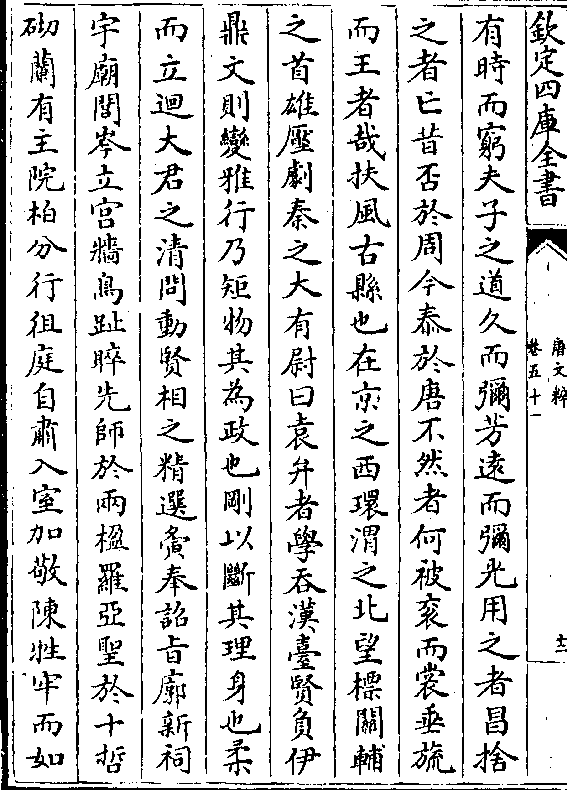 欽定四庫全書
唐文粹
卷五十一
十二
有時而窮夫子之道久而彌芳遠而彌光用之者昌捨
之者亡昔否於周今泰於唐不然者何被衮而裳垂旒
而王者哉扶風古縣也在京之西環渭之北望標關輔
之首雄壓劇秦之大有尉曰袁弁者學吞漢臺賢負伊
鼎文則變雅行乃矩物其為政也剛以斷其理身也柔
而立迴大君之清問動賢相之精選奠奉詔旨廓新祠
宇廟閣岑立宮牆鳥趾睟先師於兩楹羅亞聖於十哲
砌蘭有主院柏分行徂庭自肅入室加敬陳牲牢而如